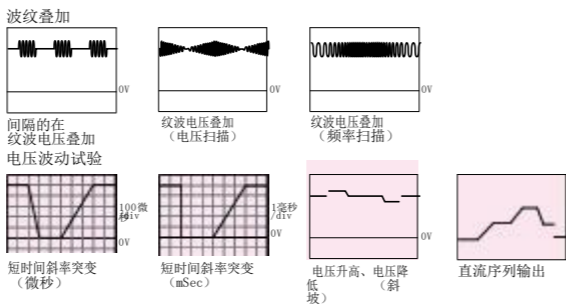 波纹叠加
0V
0V
0V
间隔的在
纹波电压叠加
纹波电压叠加
（电压扫描）
纹波电压叠加
（频率扫描）
电压波动试验
100微
秒/div
0V
1毫秒
/div
0V
0V
短时间斜率突变
（微秒）
短时间斜率突变
（mSec）
电压升高、电压降
低 （斜
坡）
直流序列输出